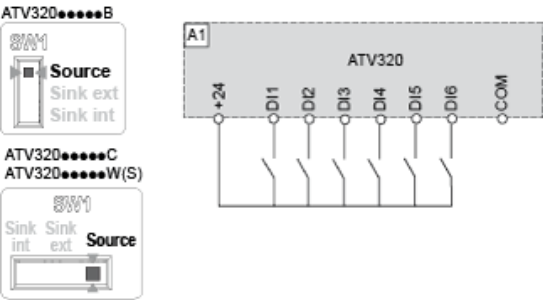 ATV320●●●●●B
SW1
Source
Sink ext
Sink int
ATV320●●●●●C
ATV320●●●●●W(S)
SW1
Sink int
Sink ext
Source
A1
ATV320
+24
DI1
DI2
DI3
DI4
DI5
DI6
COM